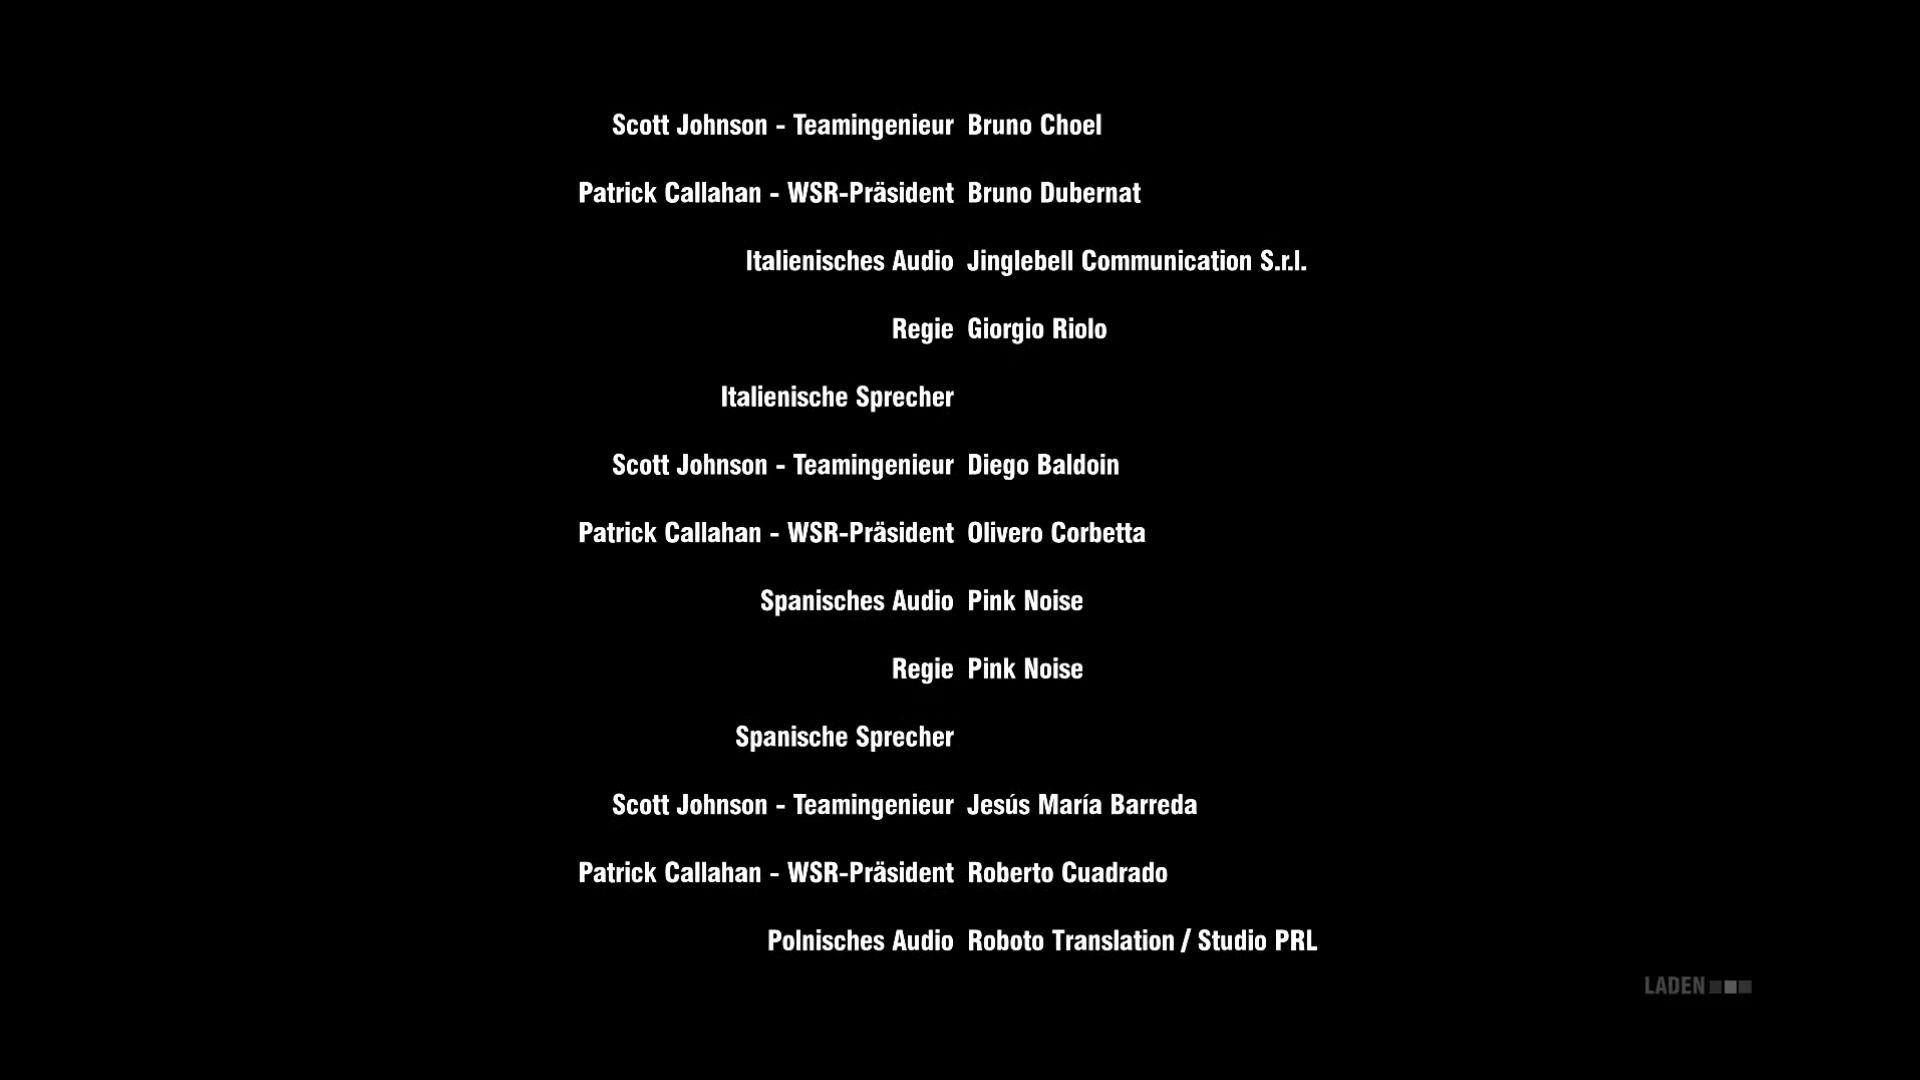 Scott Johnson - Teamingenieur Bruno Choel
Patrick Callahan - WSR-Präsident Bruno Dubernat
Italienisches Audio Jinglebell Communication S.r.l.
Regie Giorgio Riolo
Italienische Sprecher
Scott Johnson - Teamingenieur Diego Baldoin
Patrick Callahan - WSR-Präsident Olivero Corbetta
Spanisches Audio Pink Noise
Regie Pink Noise
Spanische Sprecher
Scott Johnson - Teamingenieur Jesús María Barreda
Patrick Callahan - WSR-Präsident Roberto Cuadrado
Polnisches Audio Roboto Translation / Studio PRL
LADEN